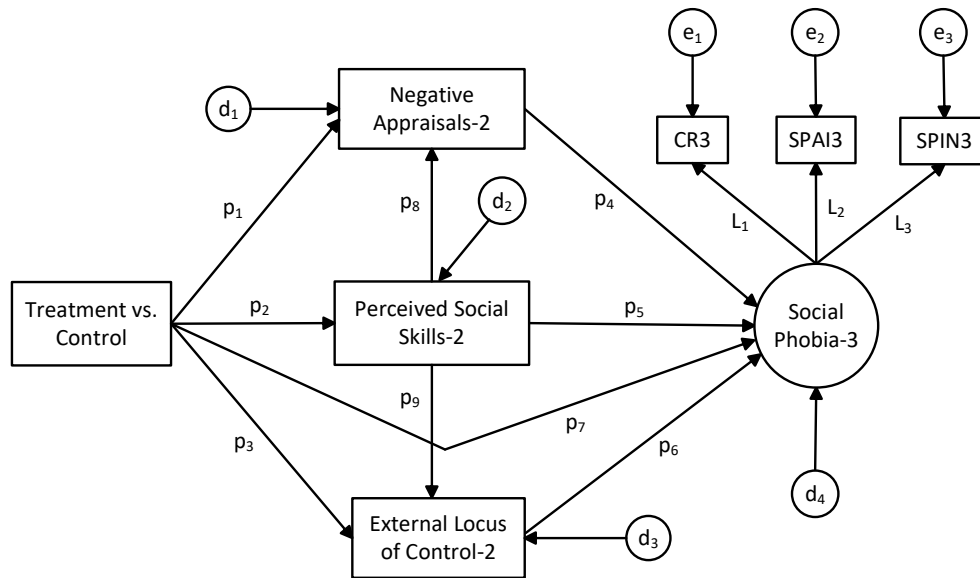 e₁
e₂
e₃
Negative
Appraisals-2
d₁
CR3
SPAI3
SPIN3
p₁
p₈
d₂
p₄
L₁
L₂
L₃
Treatment vs.
Control
p₂
Perceived Social
Skills-2
p₅
Social
Phobia-3
p₉
p₃
p₇
p₆
d₄
External Locus
of Control-2
d₃